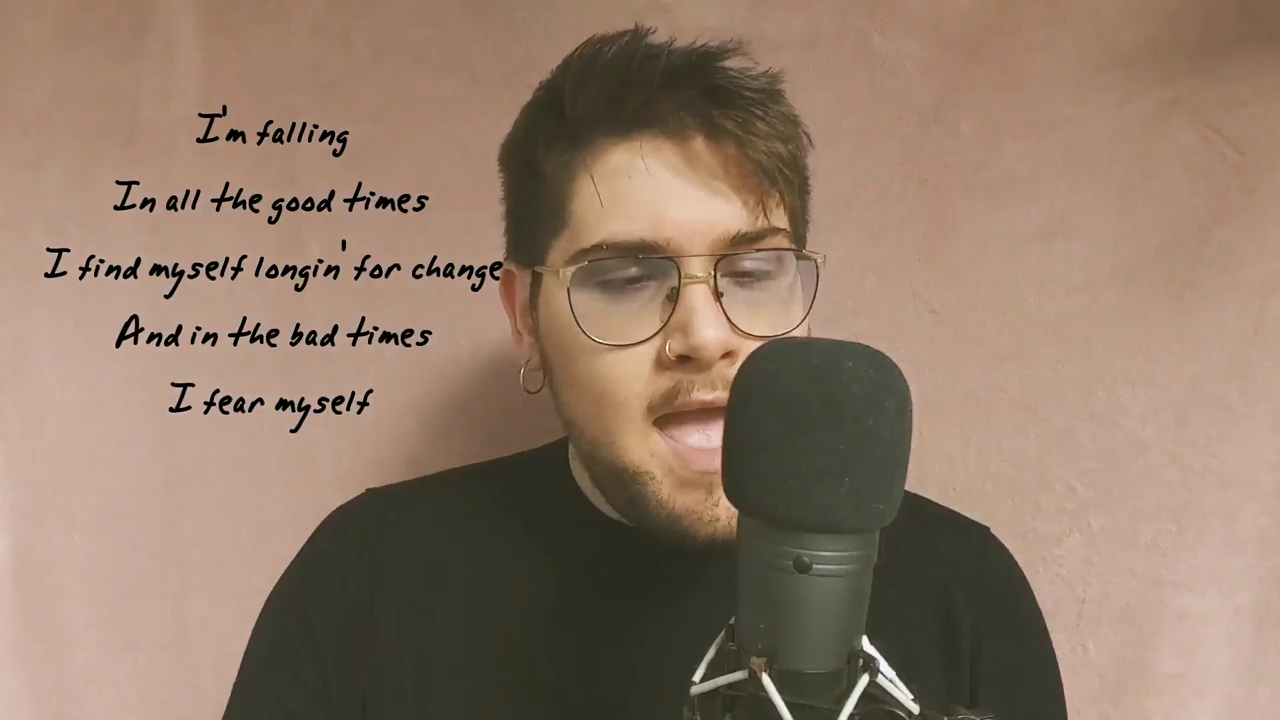 I'm falling
In all the good times
I find myself longin' for change
And in the bad times
I fear myself